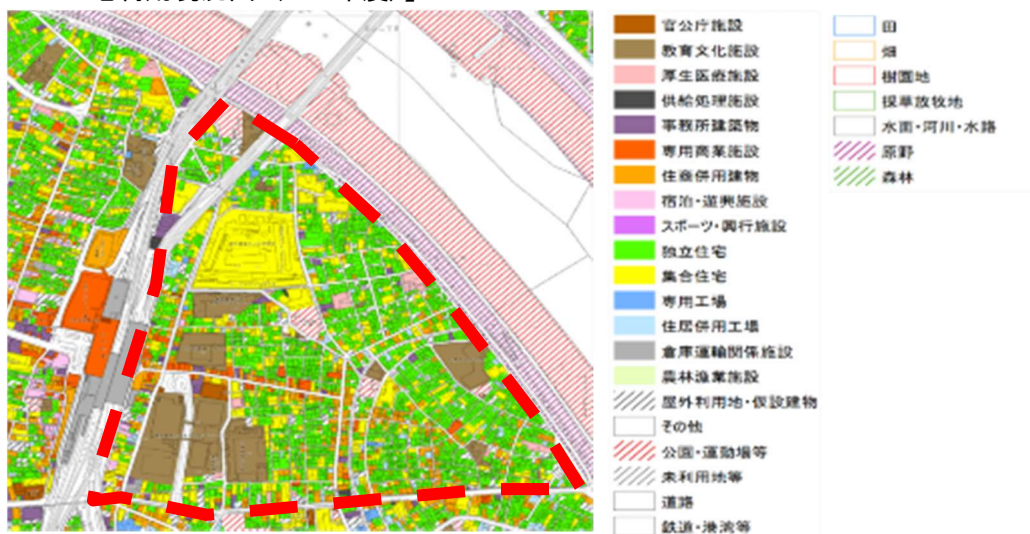 官公庁施設
教育文化施設
厚生医療施設
供給処理施設
事務所建築物
専用商業施設
住商併用建物
宿泊・遊興施設
スポーツ・興行施設
独立住宅
集合住宅
専用工場
住居併用工場
倉庫運輸関係施設
農林漁業施設
屋外利用地・仮設建物
その他
公園・運動場等
未利用地等
道路
鉄道・港湾等
田
畑
樹園地
採草放牧地
水面・河川・水路
原野
森林